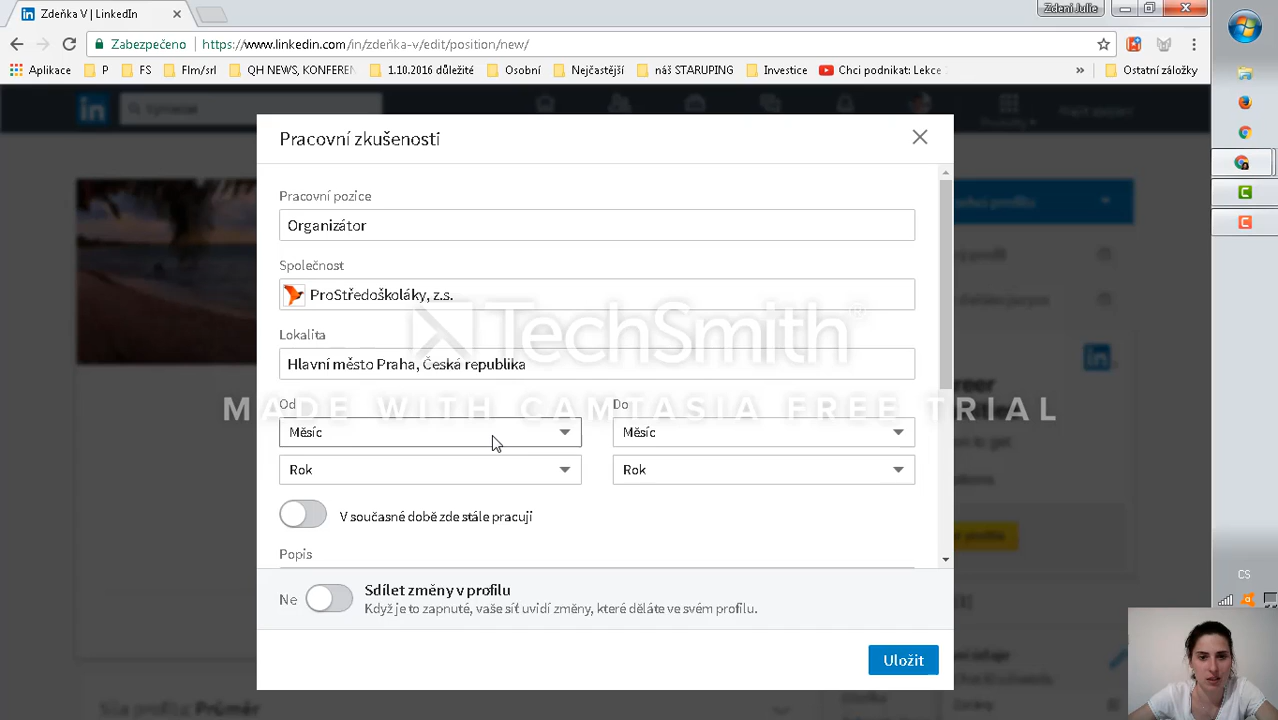 Zdeňka V | LinkedIn
Zdeni Julie
Zabezpečeno https://www.linkedin.com/in/zdeňka-v/edit/position/new/
Aplikace P FS Flm/srl QH NEWS, KONFEREN 1.10.2016 důležité Osobní Nejčastější náš STARUPING Investice Chci podnikat: Lekce » Ostatní záložky
in
Pracovní zkušenosti
Pracovní pozice
Organizátor
Společnost
ProStředoškoláky, z.s.
TechSmith®
Lokalita
Hlavní město Praha, Česká republika
MADE WITH CAMTASIA FREE TRIAL
Od Do
Měsíc Měsíc
Rok Rok
V současné době zde stále pracuji
Popis
CS
Ne Sdílet změny v profilu
Když je to zapnuté, vaše síť uvidí změny, které děláte ve svém profilu.
Uložit
Síla profilu: Průměr